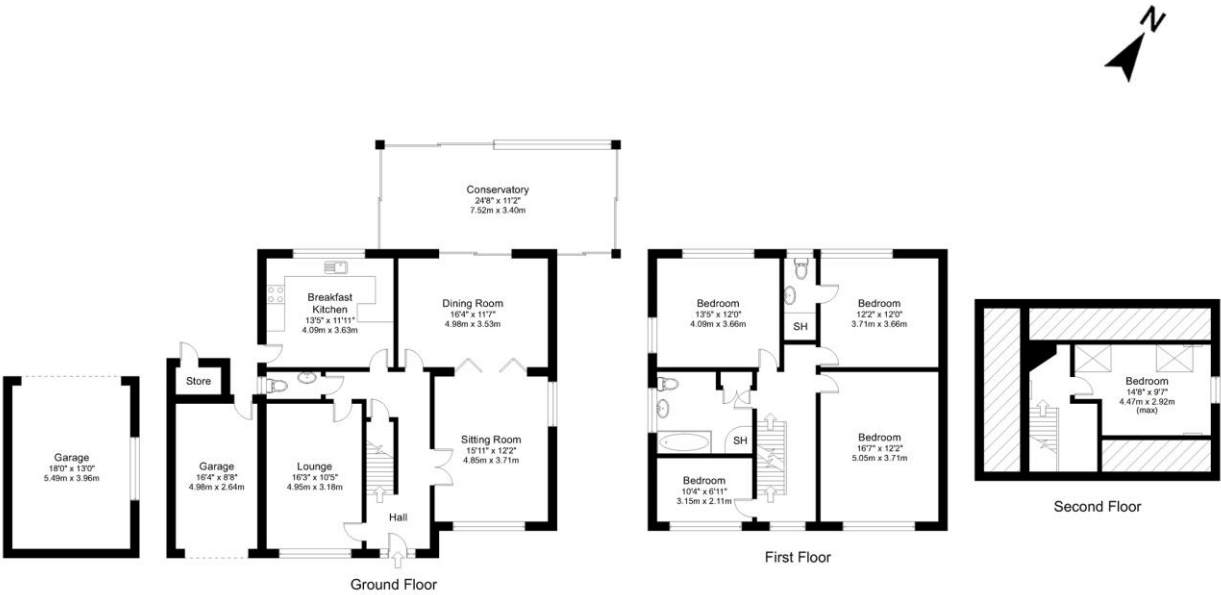 N
Conservatory
24'8" x 11'2"
7.52m x 3.40m
Breakfast
Kitchen
13'5" x 11'11"
4.09m x 3.63m
Dining Room
16'4" x 11'7"
4.98m x 3.53m
Store
Garage
18'0" x 13'0"
5.49m x 3.96m
Garage
16'4" x 8'8"
4.98m x 2.64m
Lounge
16'3" x 10'5"
4.95m x 3.18m
Sitting Room
15'11" x 12'2"
4.85m x 3.71m
Hall
Ground Floor
Bedroom
13'5" x 12'0"
4.09m x 3.66m
SH
Bedroom
12'2" x 12'0"
3.71m x 3.66m
SH
Bedroom
16'7" x 12'2"
5.05m x 3.71m
Bedroom
10'4" x 6'11"
3.15m x 2.11m
First Floor
Bedroom
14'8" x 9'7"
4.47m x 2.92m
(max)
Second Floor